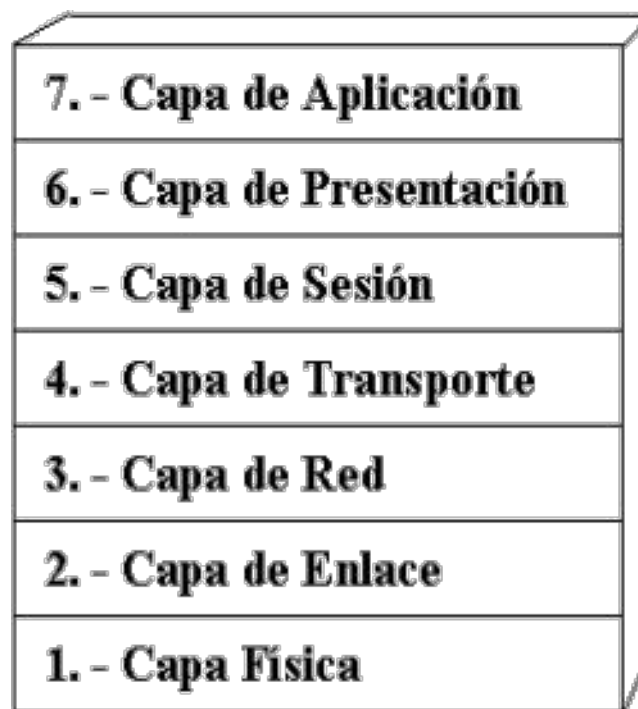 7. - Capa de Aplicación
6. - Capa de Presentación
5. - Capa de Sesión
4. - Capa de Transporte
3. - Capa de Red
2. - Capa de Enlace
1. - Capa Física